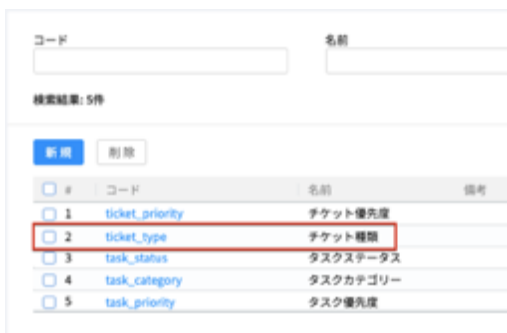 コード 名前
検索結果: 5件
新規 削除
# コード 名前 備考
1 ticket_priority チケット優先度
2 ticket_type チケット種類
3 task_status タスクステータス
4 task_category タスクカテゴリー
5 task_priority タスク優先度